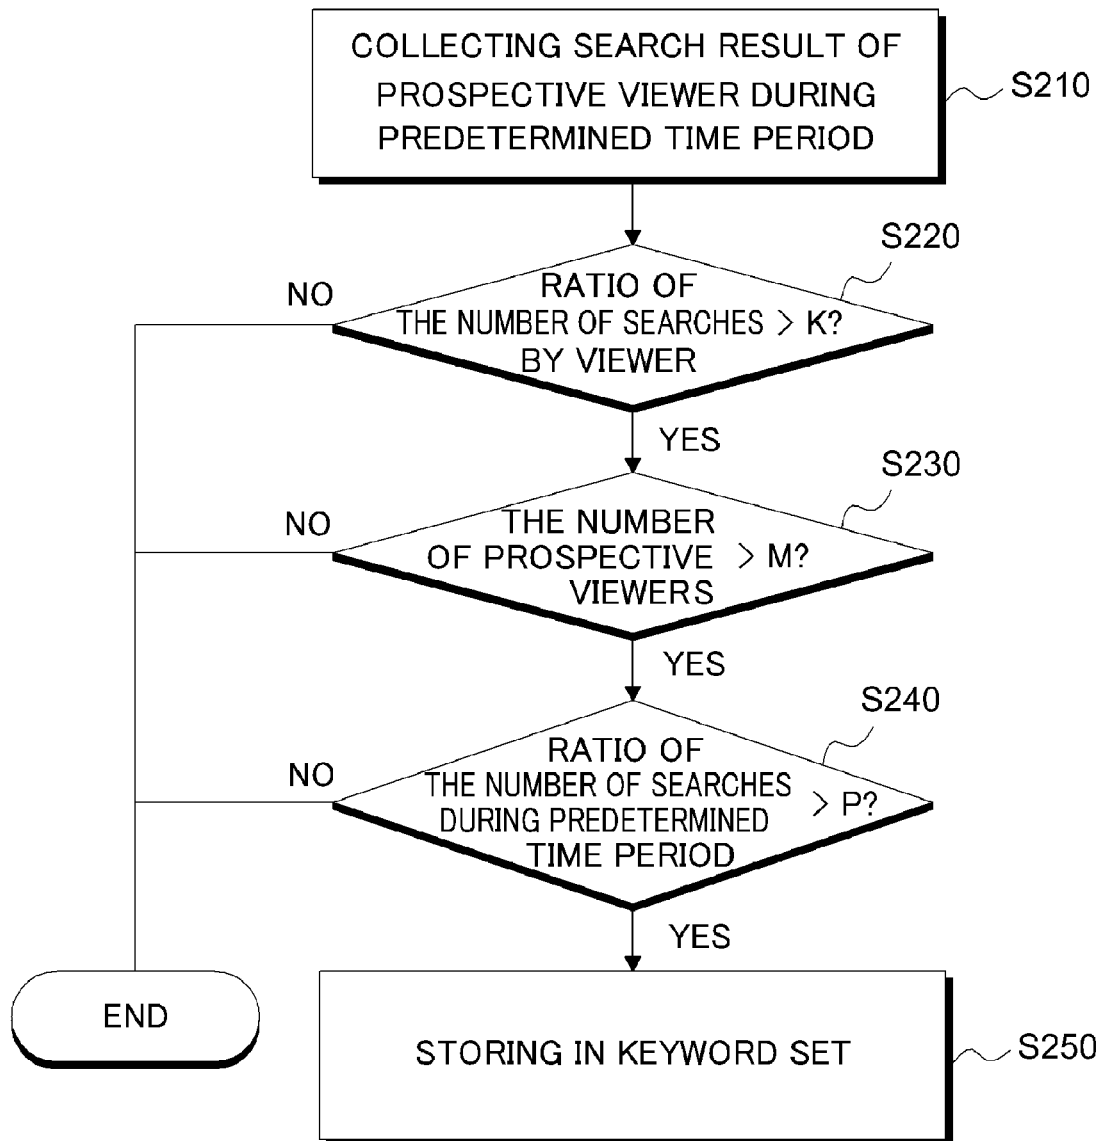 COLLECTING SEARCH RESULT OF
PROSPECTIVE VIEWER DURING
PREDETERMINED TIME PERIOD
S210
S220
NO
RATIO OF
THE NUMBER OF SEARCHES > K?
BY VIEWER
YES
S230
NO
THE NUMBER
OF PROSPECTIVE > M?
VIEWERS
YES
S240
NO
RATIO OF
THE NUMBER OF SEARCHES
DURING PREDETERMINED > P?
TIME PERIOD
YES
END
STORING IN KEYWORD SET
S250